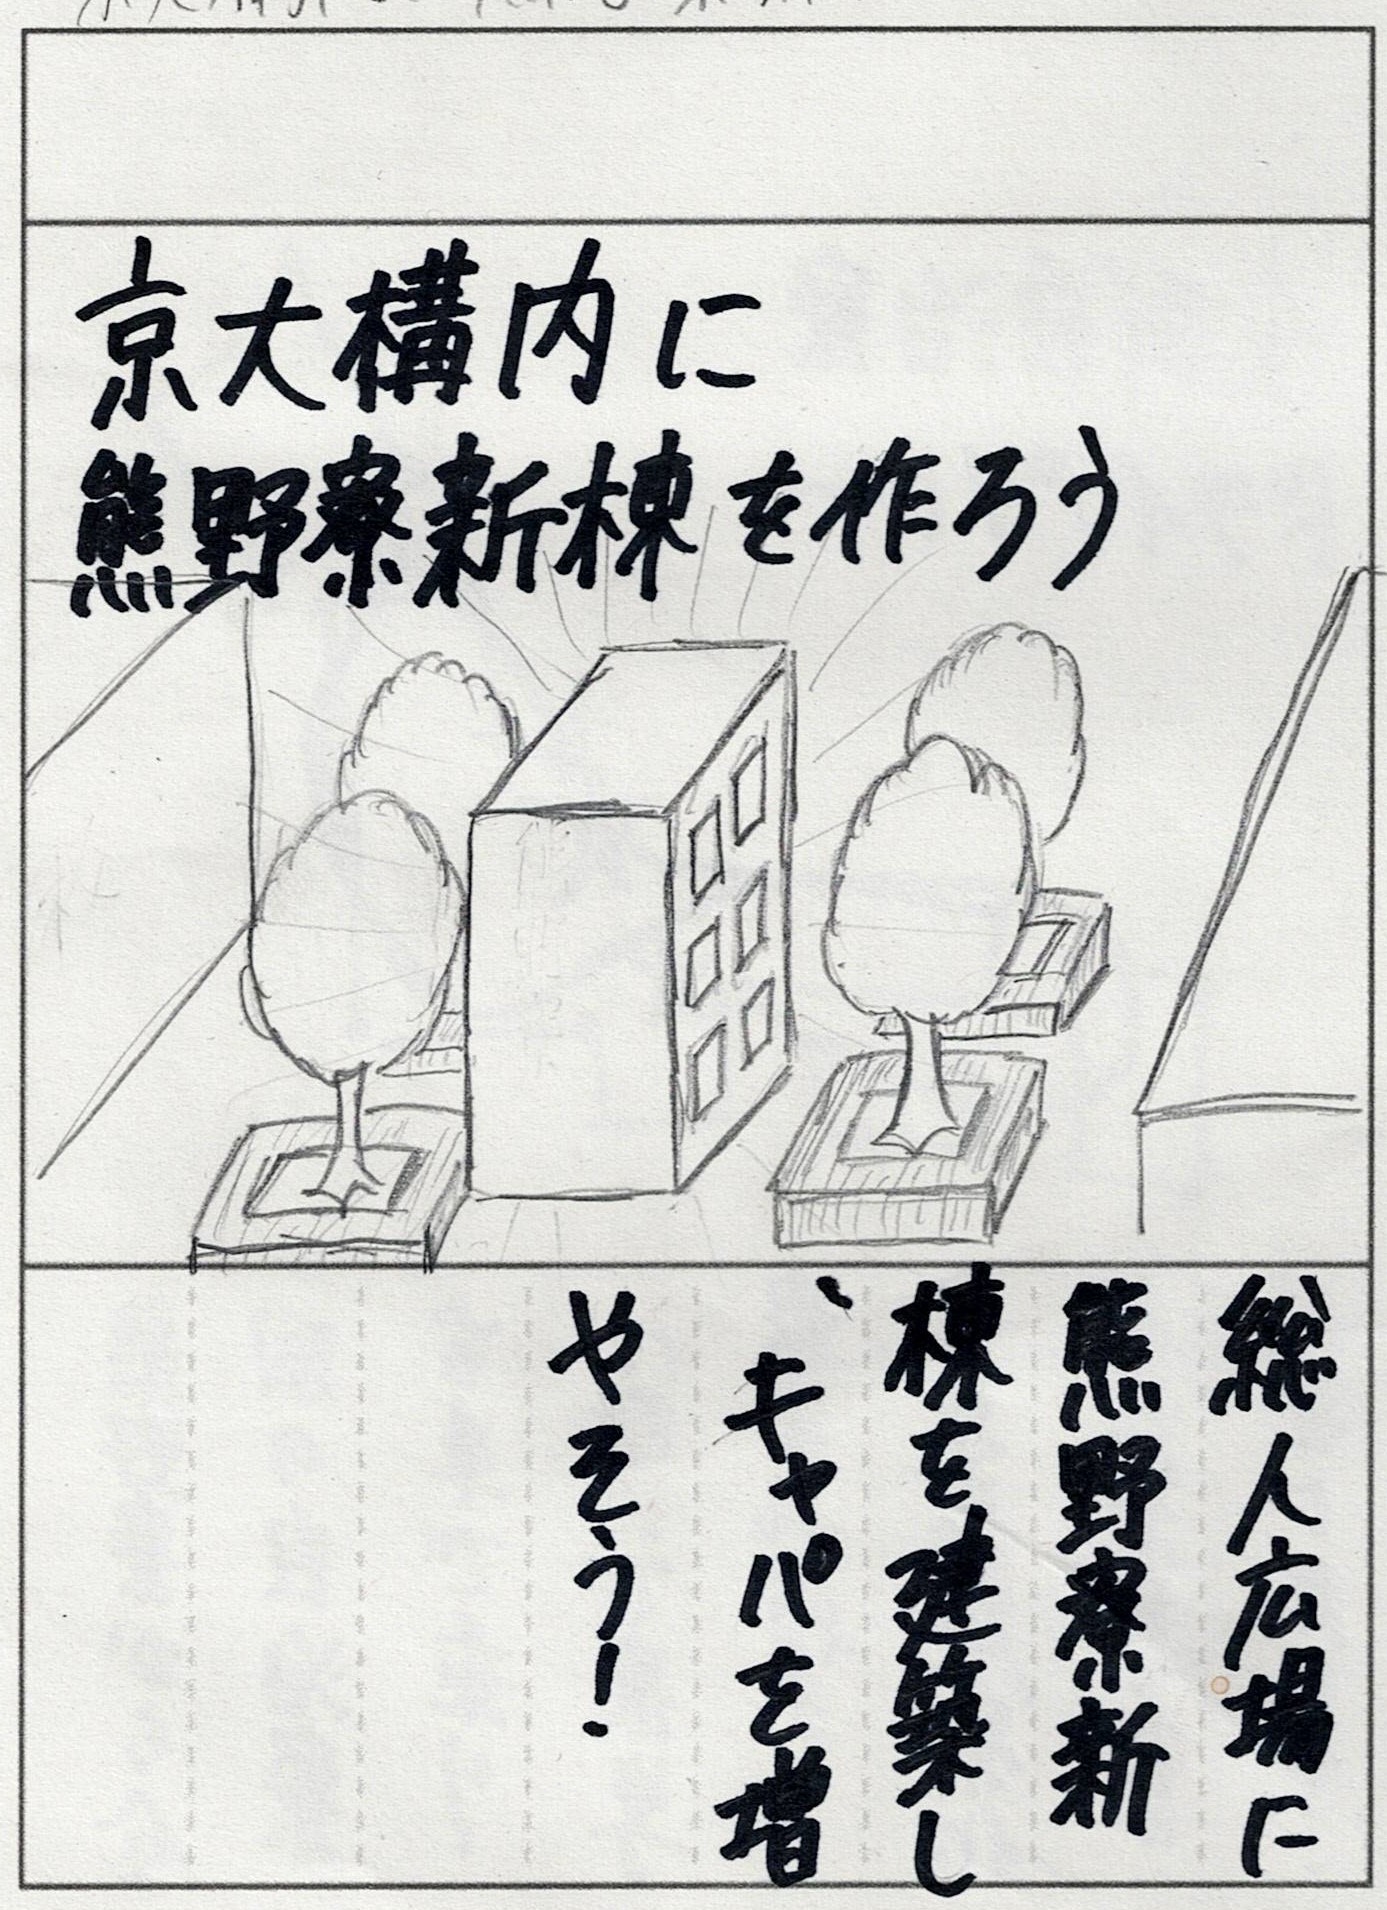 京大構内に
熊野寮新棟を作ろう
総人広場に
熊野寮新
棟を建築し
、キャパを増
やそう！